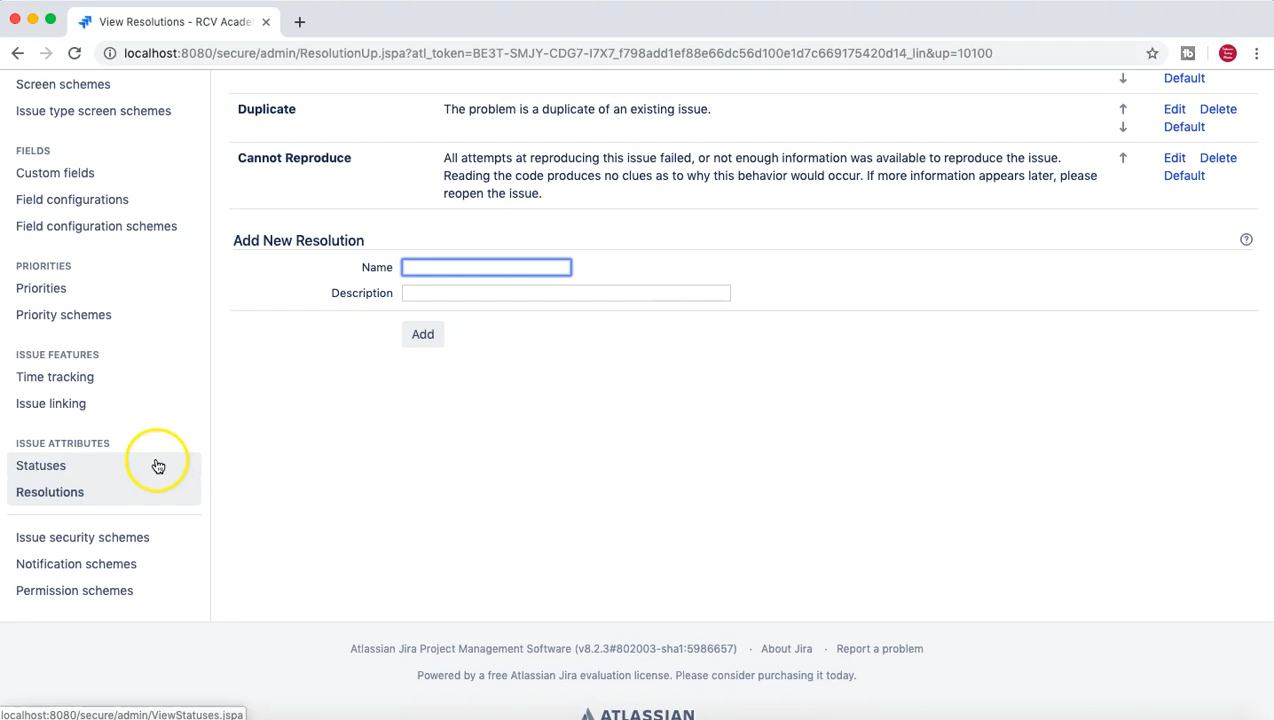 View Resolutions - RCV Acade
localhost:8080/secure/admin/ResolutionUp.jspa?atl_token=BE3T-SMJY-CDG7-I7X7_f798add1ef88e66dc56d100e1d7c669175420d14_lin&up=10100
Screen schemes
Issue type screen schemes
FIELDS
Custom fields
Field configurations
Field configuration schemes
PRIORITIES
Priorities
Priority schemes
ISSUE FEATURES
Time tracking
Issue linking
ISSUE ATTRIBUTES
Statuses
Resolutions
Issue security schemes
Notification schemes
Permission schemes
Default
Duplicate The problem is a duplicate of an existing issue. Edit Delete
Default
Cannot Reproduce All attempts at reproducing this issue failed, or not enough information was available to reproduce the issue. Edit Delete
Reading the code produces no clues as to why this behavior would occur. If more information appears later, please Default
reopen the issue.
Add New Resolution
Name
Description
Add
Atlassian Jira Project Management Software (v8.2.3#802003-sha1:5986657) · About Jira · Report a problem
Powered by a free Atlassian Jira evaluation license. Please consider purchasing it today.
ATLASSIAN
localhost:8080/secure/admin/ViewStatuses.jspa